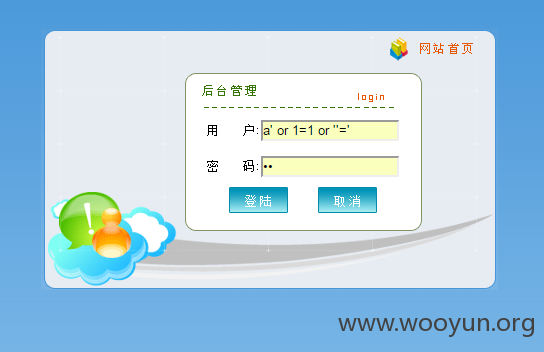 网站首页
后台管理
login
用 户: a' or 1=1 or ''='
密 码: ••
登陆 取消
www.wooyun.org